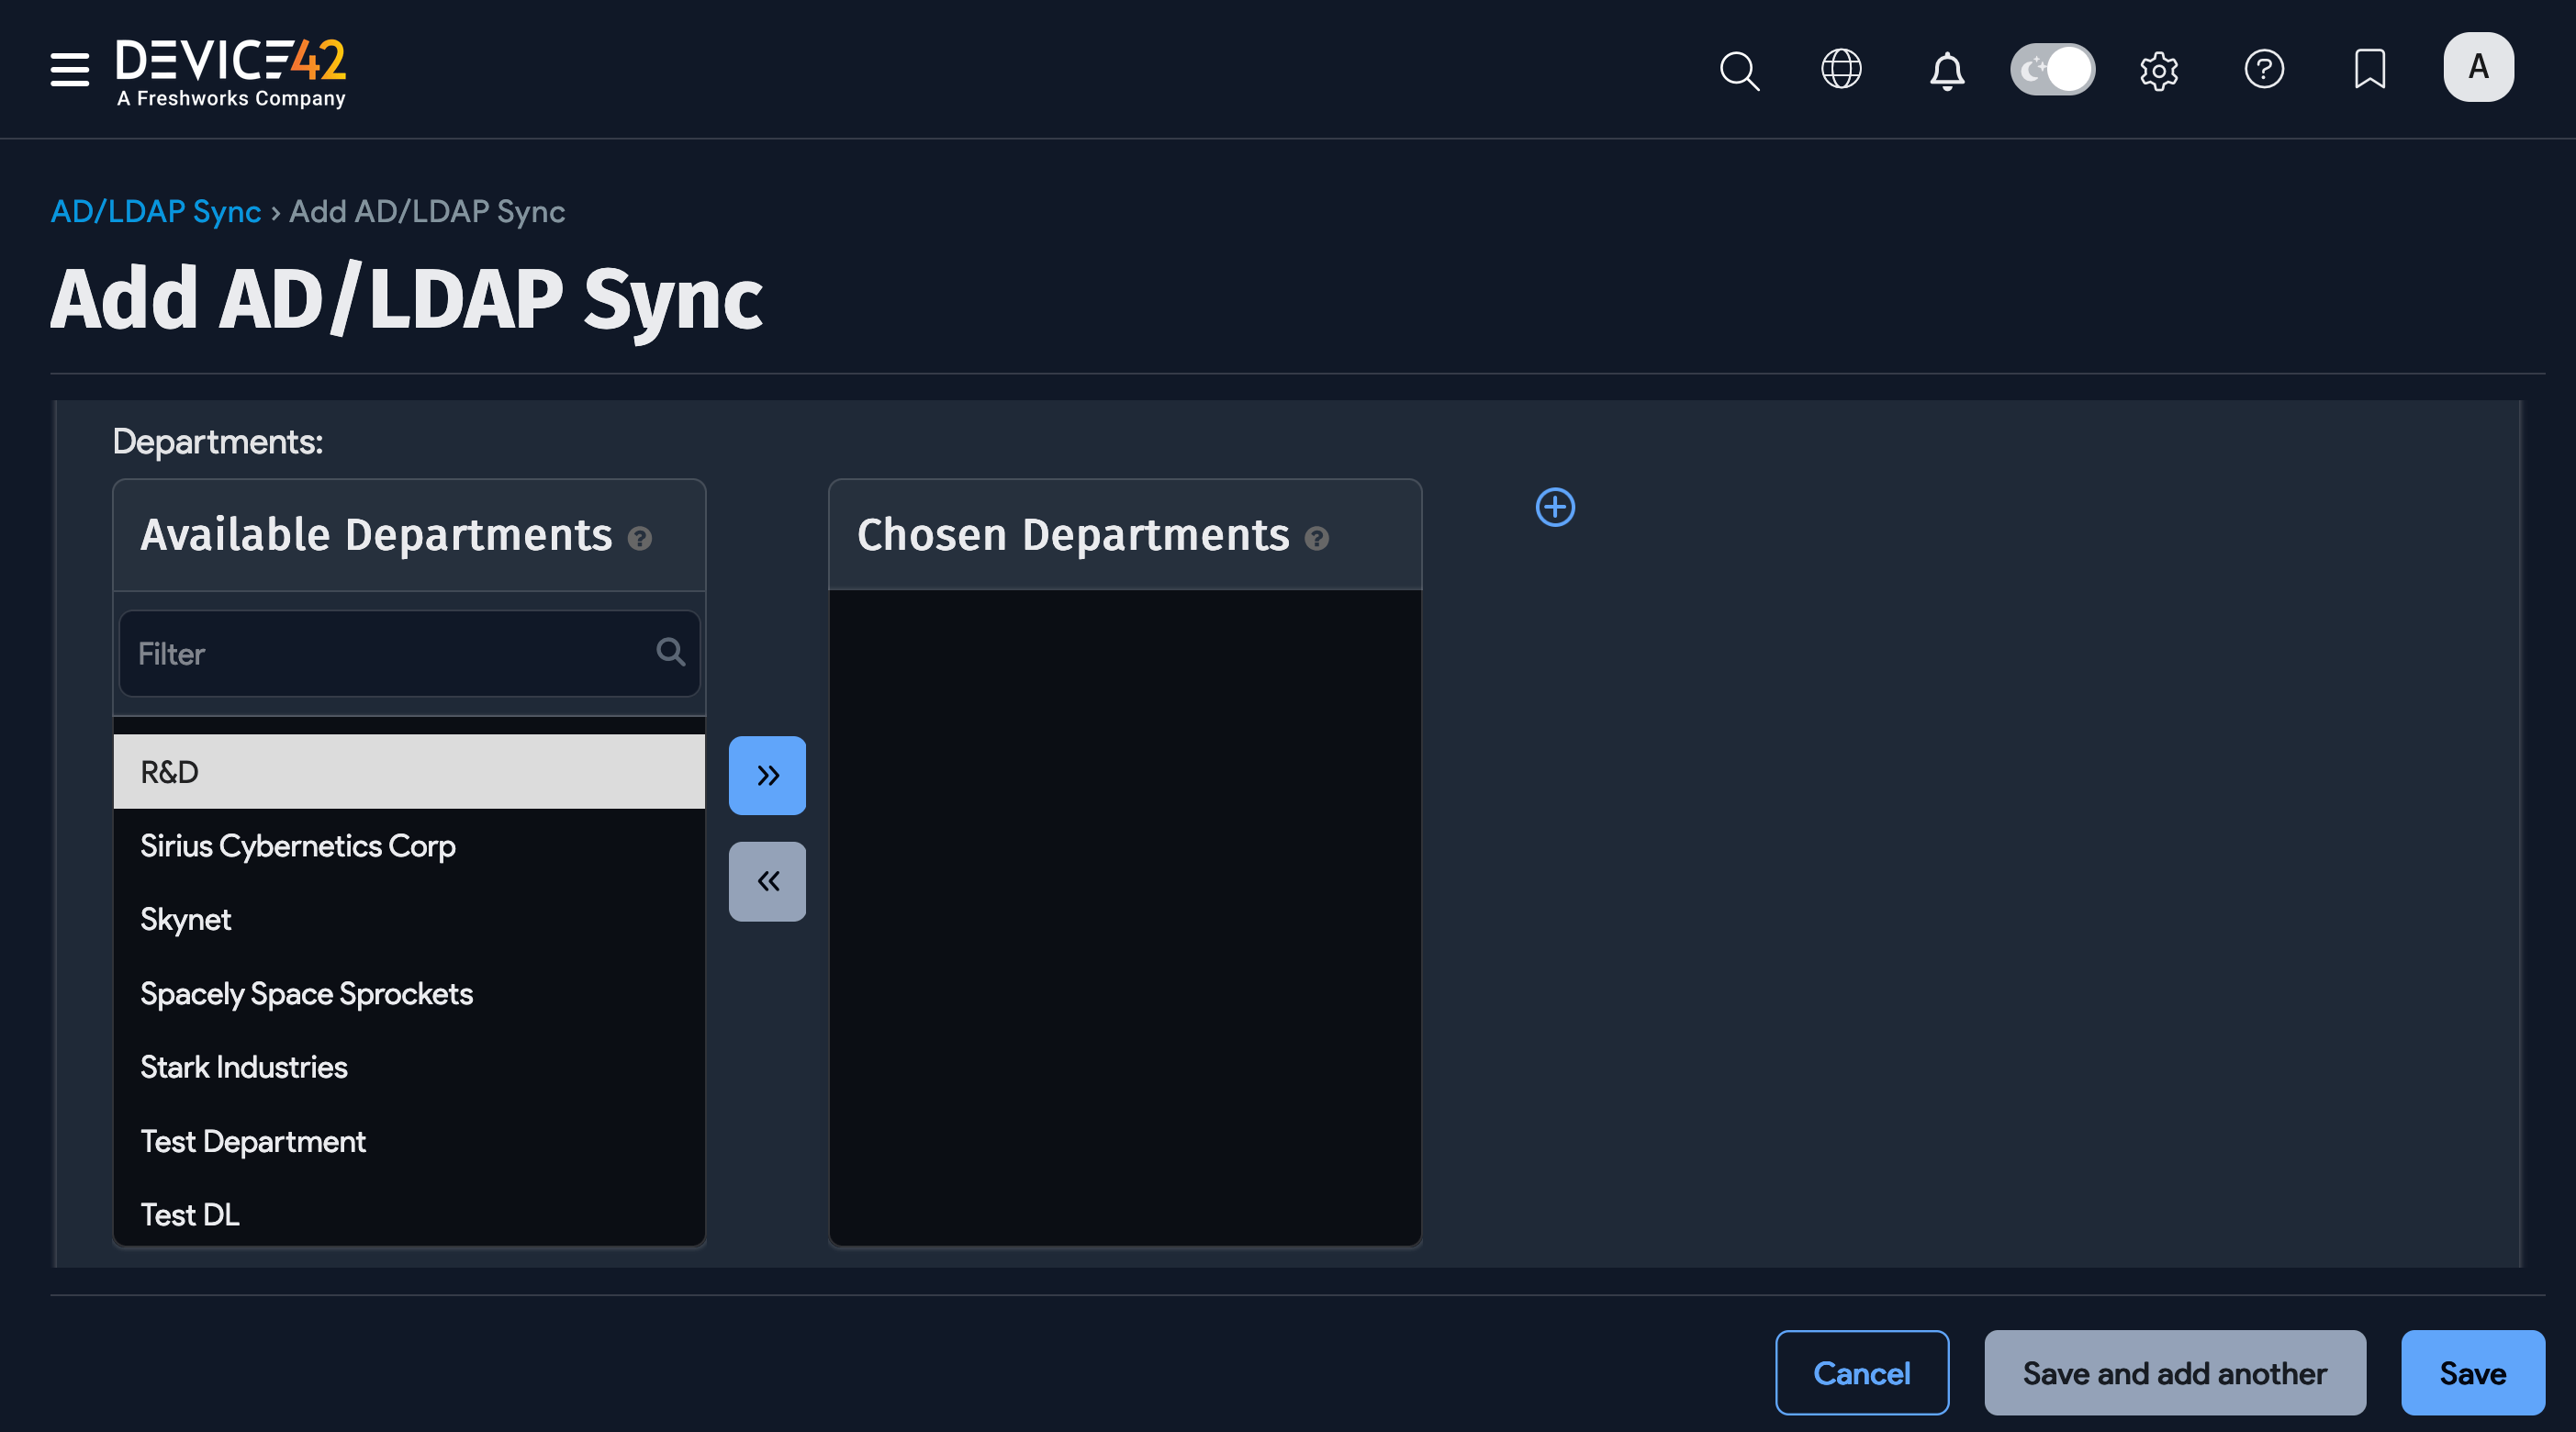 DEVICE42
A Freshworks Company
A
AD/LDAP Sync › Add AD/LDAP Sync
Add AD/LDAP Sync
Departments:
Available Departments ?
Chosen Departments ?
Filter
R&D
Sirius Cybernetics Corp
Skynet
Spacely Space Sprockets
Stark Industries
Test Department
Test DL
Cancel
Save and add another
Save